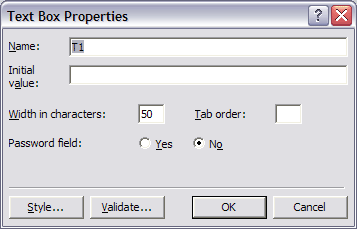 Text Box Properties
Name: T1
Initial
value:
Width in characters: 50 Tab order:
Password field: Yes No
Style... Validate... OK Cancel